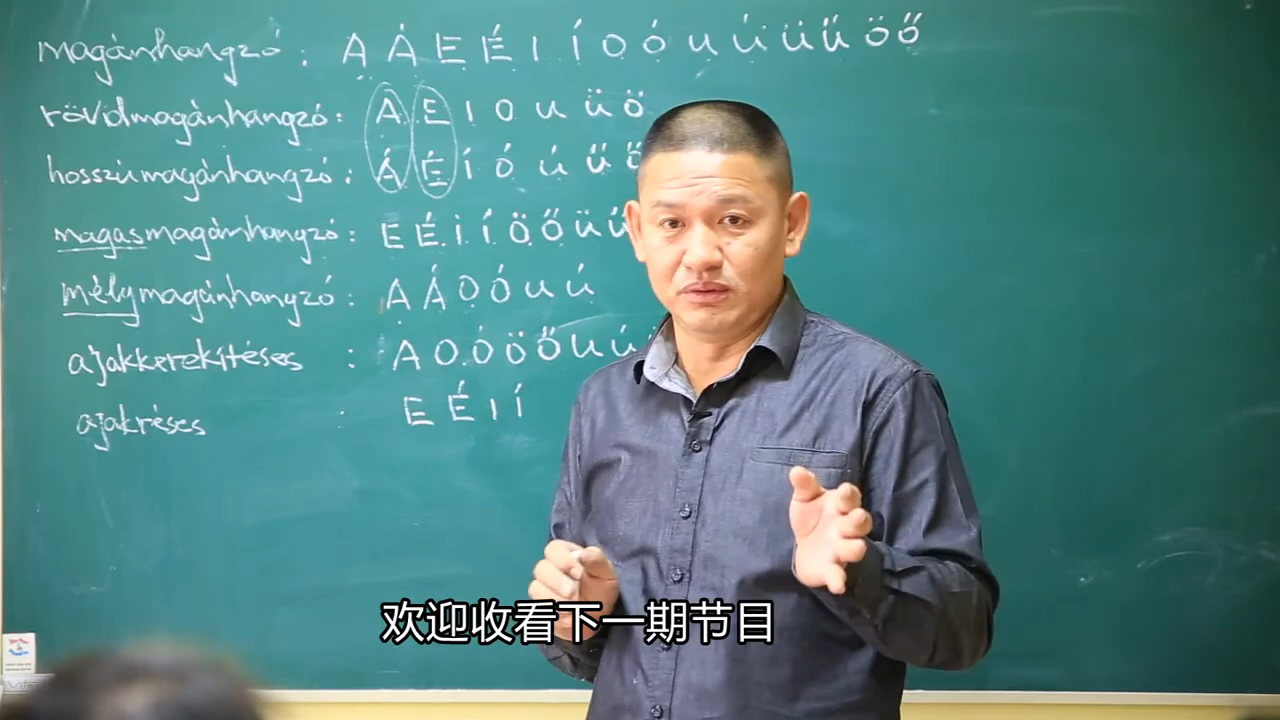 magánhangzó : A Á E É I Í O Ó U Ú Ü Ű Ö Ő
rövidmagánhangzó : A E I O U Ü Ö
hosszúmagánhangzó : Á É Í Ó Ú Ű
magasmagánhangzó : E É I Í Ö Ő Ü
mélymagánhangzó : A Á O Ó U Ú
ajakkerekítéses : A O Ó Ö Ő U Ú
ajakréses : E É I Í
欢迎收看下一期节目